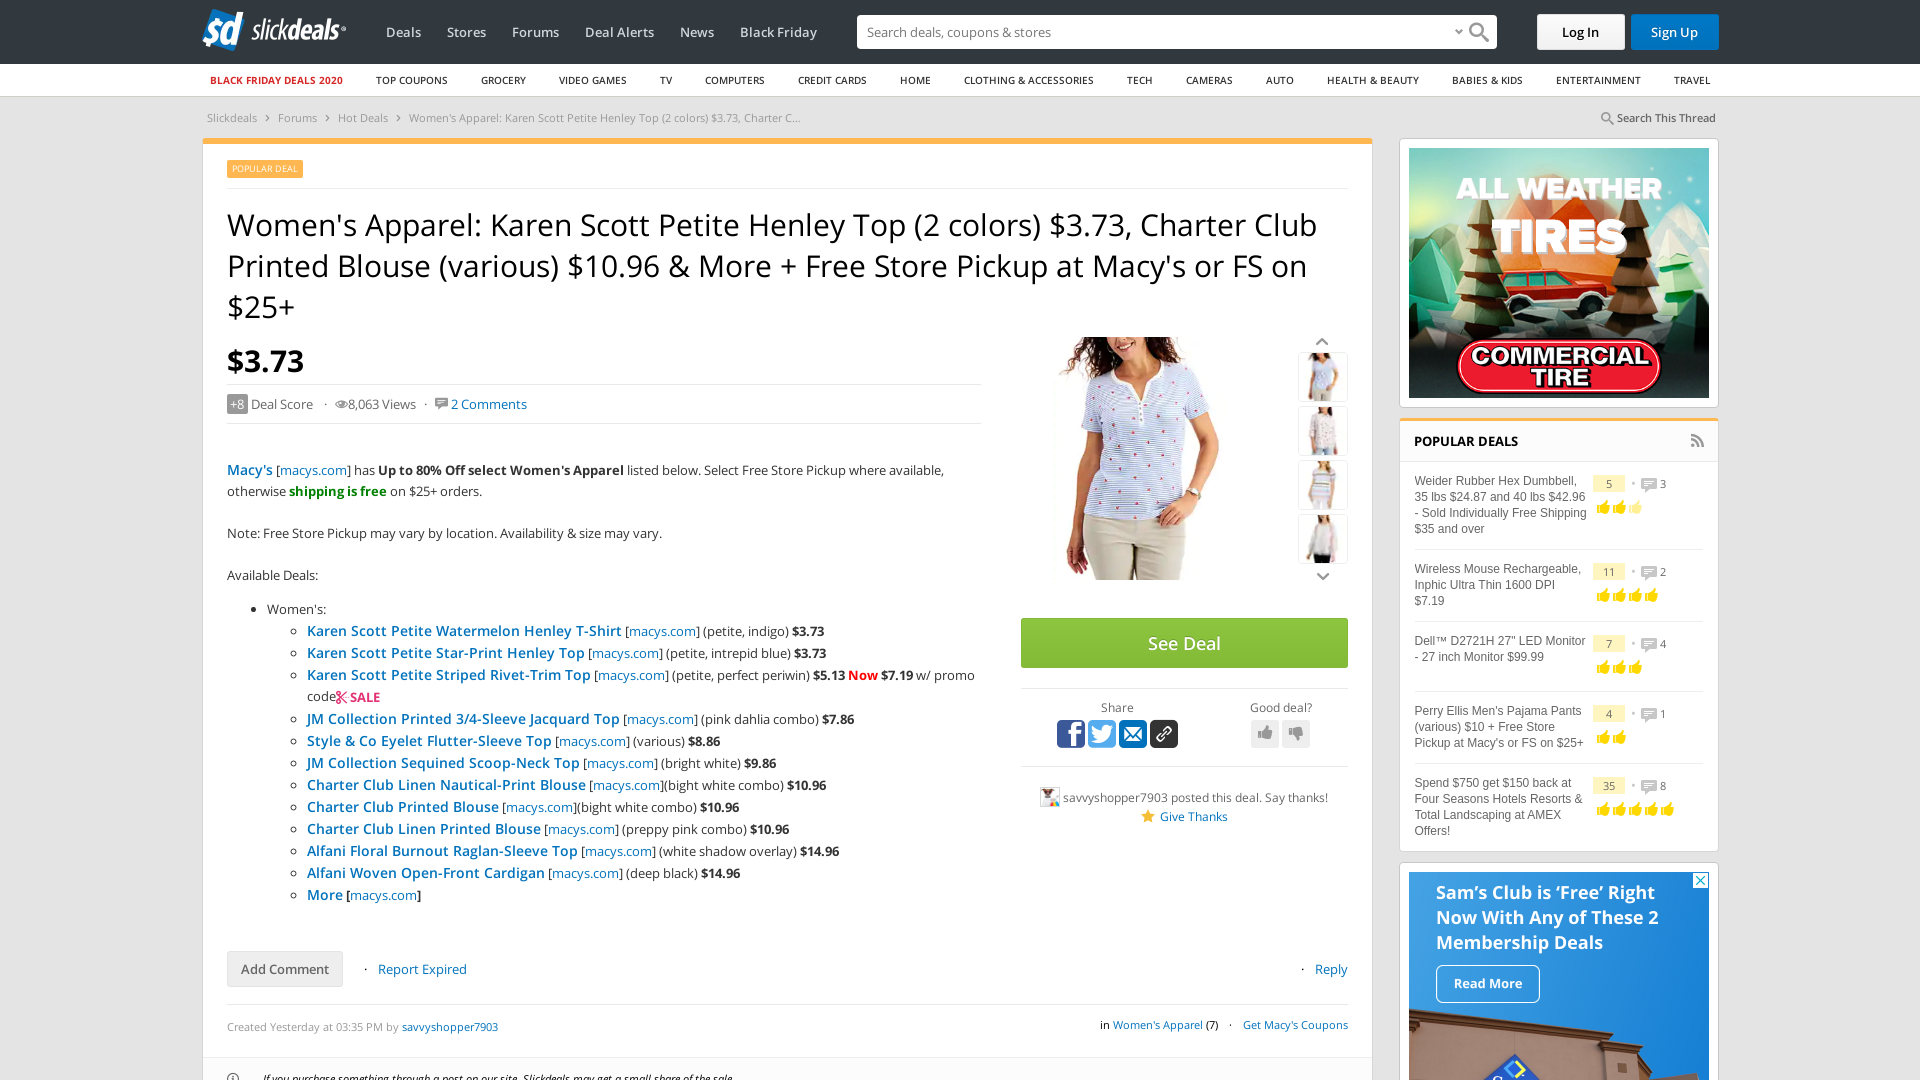 sd slickdeals
Deals Stores Forums Deal Alerts News Black Friday
Search deals, coupons & stores
Log In
Sign Up
BLACK FRIDAY DEALS 2020 TOP COUPONS GROCERY VIDEO GAMES TV COMPUTERS CREDIT CARDS HOME CLOTHING & ACCESSORIES TECH CAMERAS AUTO HEALTH & BEAUTY BABIES & KIDS ENTERTAINMENT TRAVEL
Slickdeals › Forums › Hot Deals › Women's Apparel: Karen Scott Petite Henley Top (2 colors) $3.73, Charter C...
Search This Thread
POPULAR DEAL
Women's Apparel: Karen Scott Petite Henley Top (2 colors) $3.73, Charter Club
Printed Blouse (various) $10.96 & More + Free Store Pickup at Macy's or FS on
$25+
$3.73
+8 Deal Score · 8,063 Views · 2 Comments
Macy's [macys.com] has Up to 80% Off select Women's Apparel listed below. Select Free Store Pickup where available,
otherwise shipping is free on $25+ orders.
Note: Free Store Pickup may vary by location. Availability & size may vary.
Available Deals:
Women's:
Karen Scott Petite Watermelon Henley T-Shirt [macys.com] (petite, indigo) $3.73
Karen Scott Petite Star-Print Henley Top [macys.com] (petite, intrepid blue) $3.73
Karen Scott Petite Striped Rivet-Trim Top [macys.com] (petite, perfect periwin) $5.13 Now $7.19 w/ promo
code SALE
JM Collection Printed 3/4-Sleeve Jacquard Top [macys.com] (pink dahlia combo) $7.86
Style & Co Eyelet Flutter-Sleeve Top [macys.com] (various) $8.86
JM Collection Sequined Scoop-Neck Top [macys.com] (bright white) $9.86
Charter Club Linen Nautical-Print Blouse [macys.com](bight white combo) $10.96
Charter Club Printed Blouse [macys.com](bight white combo) $10.96
Charter Club Linen Printed Blouse [macys.com] (preppy pink combo) $10.96
Alfani Floral Burnout Raglan-Sleeve Top [macys.com] (white shadow overlay) $14.96
Alfani Woven Open-Front Cardigan [macys.com] (deep black) $14.96
More [macys.com]
See Deal
Share
Good deal?
savvyshopper7903 posted this deal. Say thanks!
Give Thanks
Add Comment · Report Expired
· Reply
Created Yesterday at 03:35 PM by savvyshopper7903
in Women's Apparel (7) · Get Macy's Coupons
If you purchase something through a post on our site, Slickdeals may get a small share of the sale.
ALL WEATHER
TIRES
COMMERCIAL
TIRE
POPULAR DEALS
Weider Rubber Hex Dumbbell,
35 lbs $24.87 and 40 lbs $42.96
- Sold Individually Free Shipping
$35 and over
5 · 3
Wireless Mouse Rechargeable,
Inphic Ultra Thin 1600 DPI
$7.19
11 · 2
Dell™ D2721H 27" LED Monitor
- 27 inch Monitor $99.99
7 · 4
Perry Ellis Men's Pajama Pants
(various) $10 + Free Store
Pickup at Macy's or FS on $25+
4 · 1
Spend $750 get $150 back at
Four Seasons Hotels Resorts &
Total Landscaping at AMEX
Offers!
35 · 8
Sam's Club is ‘Free’ Right
Now With Any of These 2
Membership Deals
Read More